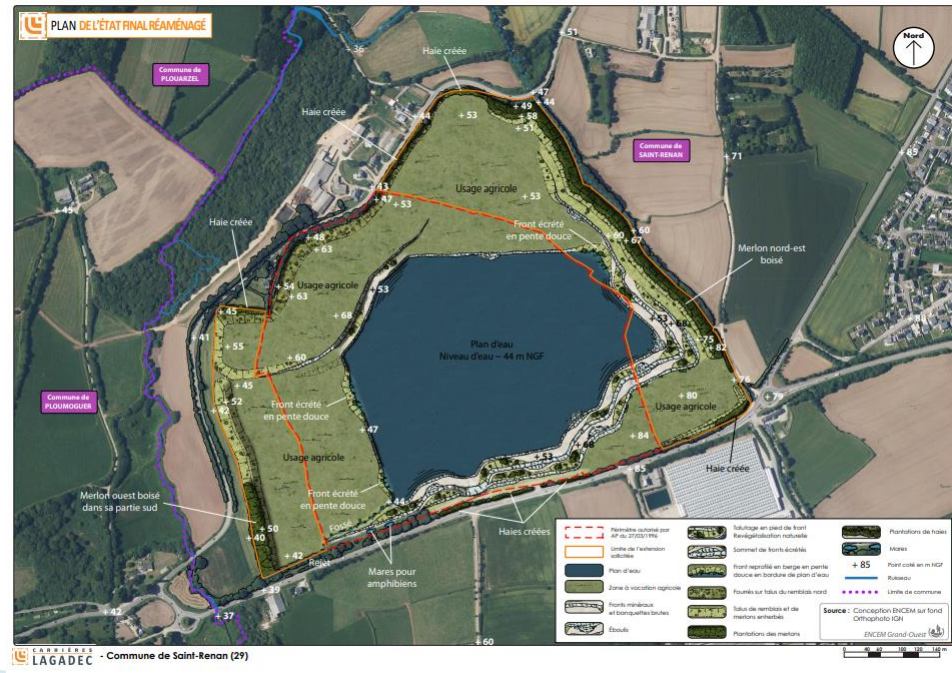 PLAN DE L'ÉTAT FINAL RÉAMÉNAGÉ
Nord
Commune de
PLOUARZEL
Commune de
SAINT-RENAN
Commune de
PLOUMOGUER
Haie créée
Haie créée
Haie créée
Usage agricole
Front écrêté
en pente douce
Merlon nord-est
boisé
Usage agricole
Plan d'eau
Niveau d'eau ~ 44 m NGF
Front écrêté
en pente douce
Usage agricole
Usage agricole
Haie créée
Front écrêté
en pente douce
Merlon ouest boisé
dans sa partie sud
Fossé
Rejet
Haies créées
Mares pour
amphibiens
+ 36
+ 51
+ 47
+ 44
+ 49
+ 58
+ 51
+ 53
+ 44
+ 71
+ 85
+ 43
+ 47
+ 53
+ 53
+ 45
+ 48
+ 63
+ 60
+ 60
+ 67
+ 54
+ 63
+ 53
+ 45
+ 68
+ 53
+ 68
+ 41
+ 55
+ 75
+ 82
+ 60
+ 45
+ 76
+ 79
+ 52
+ 42
+ 80
+ 47
+ 84
+ 68
+ 53
+ 85
+ 44
+ 50
+ 40
+ 42
+ 39
+ 42
+ 37
+ 60
Périmètre autorisé par
AP du 27/03/1996
Limite de l'extension
sollicitée
Plan d'eau
Zone à vocation agricole
Fronts minéraux
et banquettes brutes
Éboulis
Talutage en pied de front
Revégétalisation naturelle
Sommet de fronts écrêtés
Front reprofilé en berge en pente
douce en bordure de plan d'eau
Fourrés sur talus du remblais nord
Talus de remblais et de
merlons enherbés
Plantations des merlons
Plantations de haies
Mares
+ 85 Point coté en m NGF
Ruisseau
Limite de commune
Source : Conception ENCEM sur fond
Orthophoto IGN
ENCEM Grand-Ouest
CARRIÈRES
LAGADEC - Commune de Saint-Renan (29)